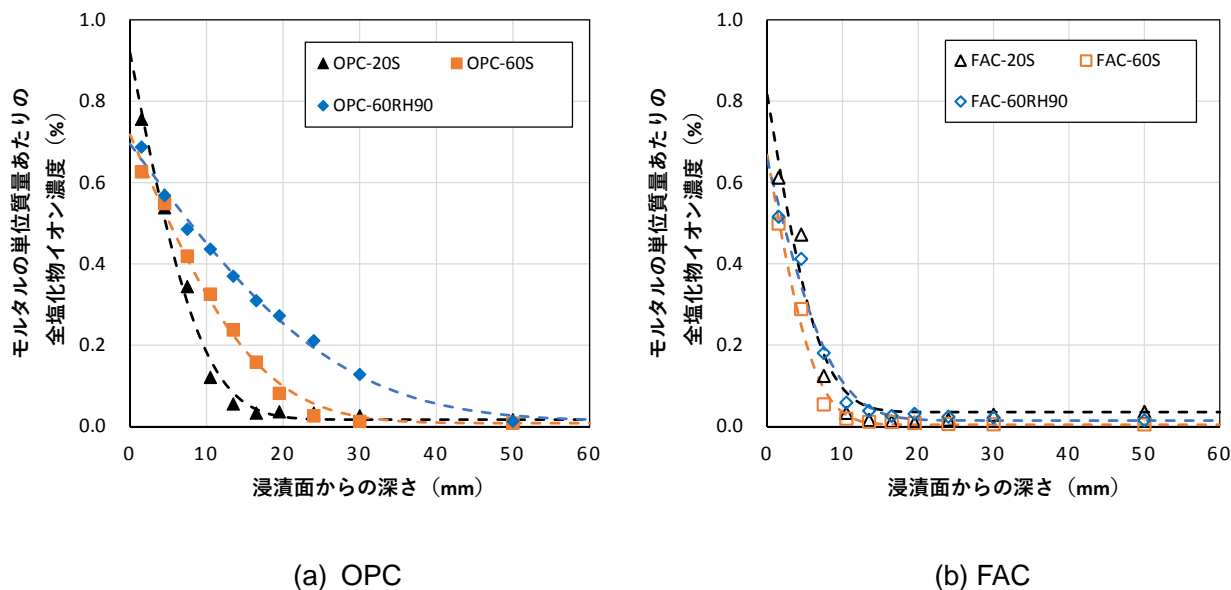 モルタルの単位質量あたりの
全塩化物イオン濃度（%）
1.0
0.8
0.6
0.4
0.2
0.0
OPC-20S
OPC-60S
OPC-60RH90
0
10
20
30
40
50
60
浸漬面からの深さ（mm）
(a) OPC
モルタルの単位質量あたりの
全塩化物イオン濃度（%）
1.0
0.8
0.6
0.4
0.2
0.0
FAC-20S
FAC-60S
FAC-60RH90
0
10
20
30
40
50
60
浸漬面からの深さ（mm）
(b) FAC